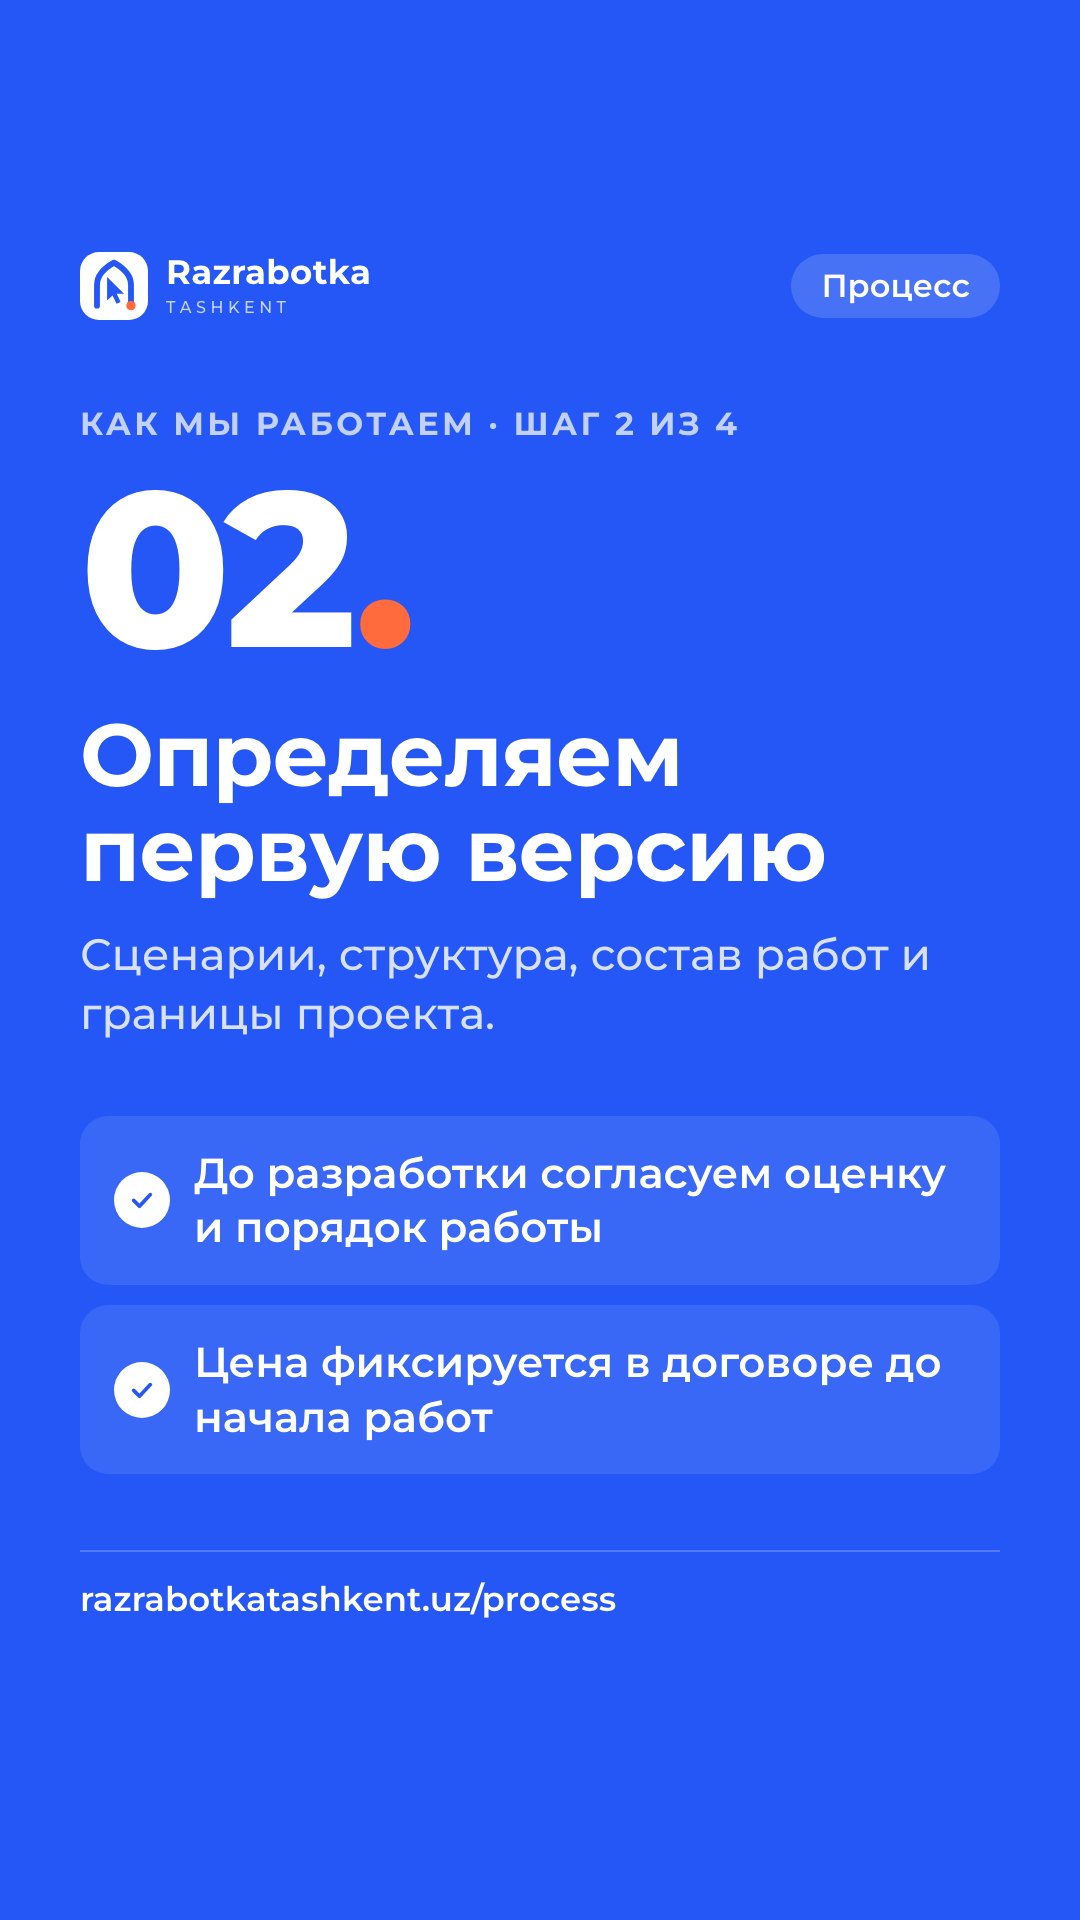 Razrabotka
TASHKENT
Процесс
КАК МЫ РАБОТАЕМ · ШАГ 2 ИЗ 4
02.
Определяем
первую версию
Сценарии, структура, состав работ и
границы проекта.
До разработки согласуем оценку
и порядок работы
Цена фиксируется в договоре до
начала работ
razrabotkatashkent.uz/process